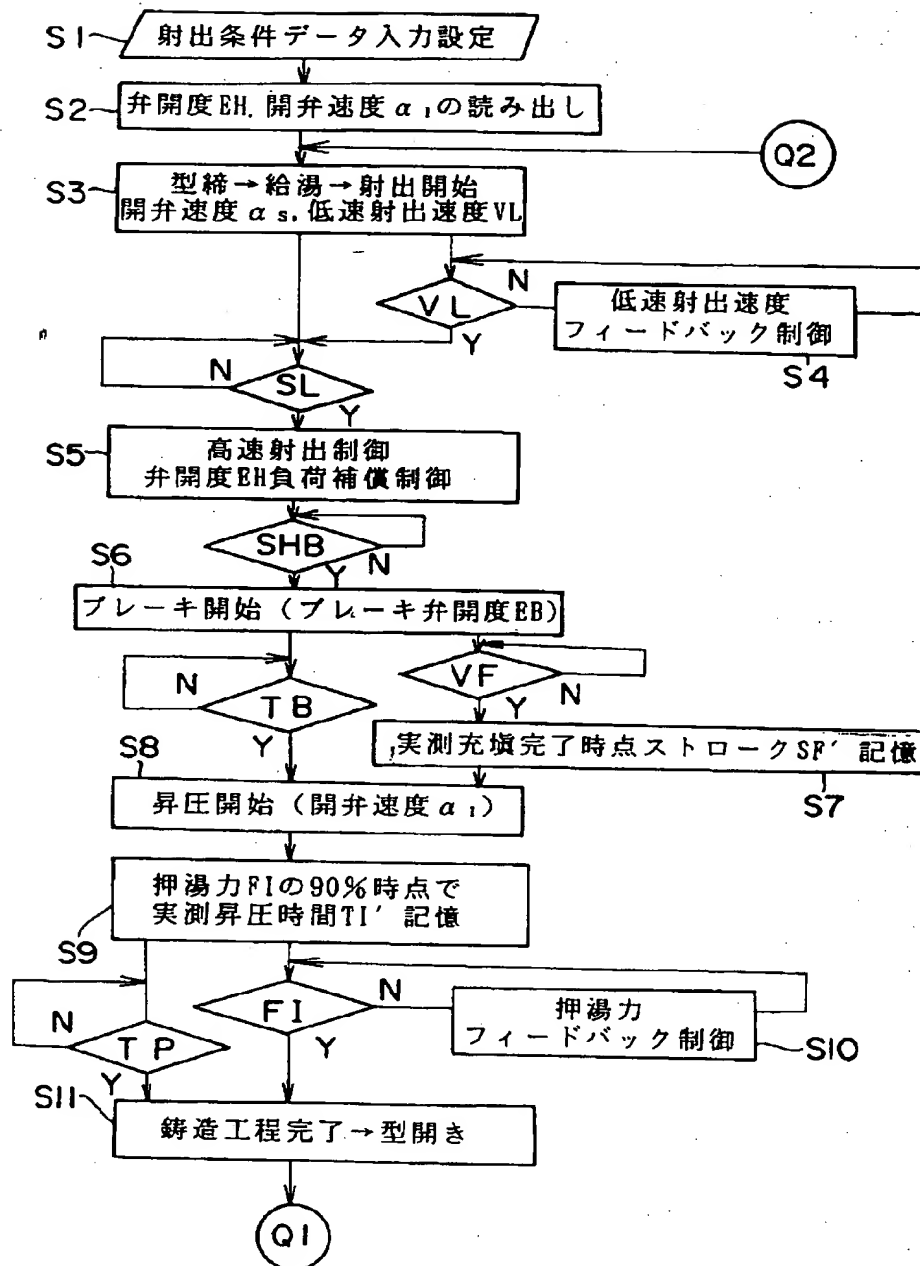 S1
射出条件データ入力設定
S2
弁開度EH. 開弁速度α₁の読み出し
Q2
S3
型締→給湯→射出開始
開弁速度αs. 低速射出速度VL
VL
N
Y
低速射出速度
フィードバック制御
S4
N
SL
Y
S5
高速射出制御
弁開度EH負荷補償制御
SHB
Y
N
S6
ブレーキ開始(ブレーキ弁開度EB)
N
TB
Y
VF
N
Y
実測充塡完了時点ストロークSF′記憶
S7
S8
昇圧開始(開弁速度α₁)
押湯力FIの90%時点で
実測昇圧時間TI′記憶
S9
N
TP
Y
FI
N
Y
押湯力
フィードバック制御
S10
S11
鋳造工程完了→型開き
Q1